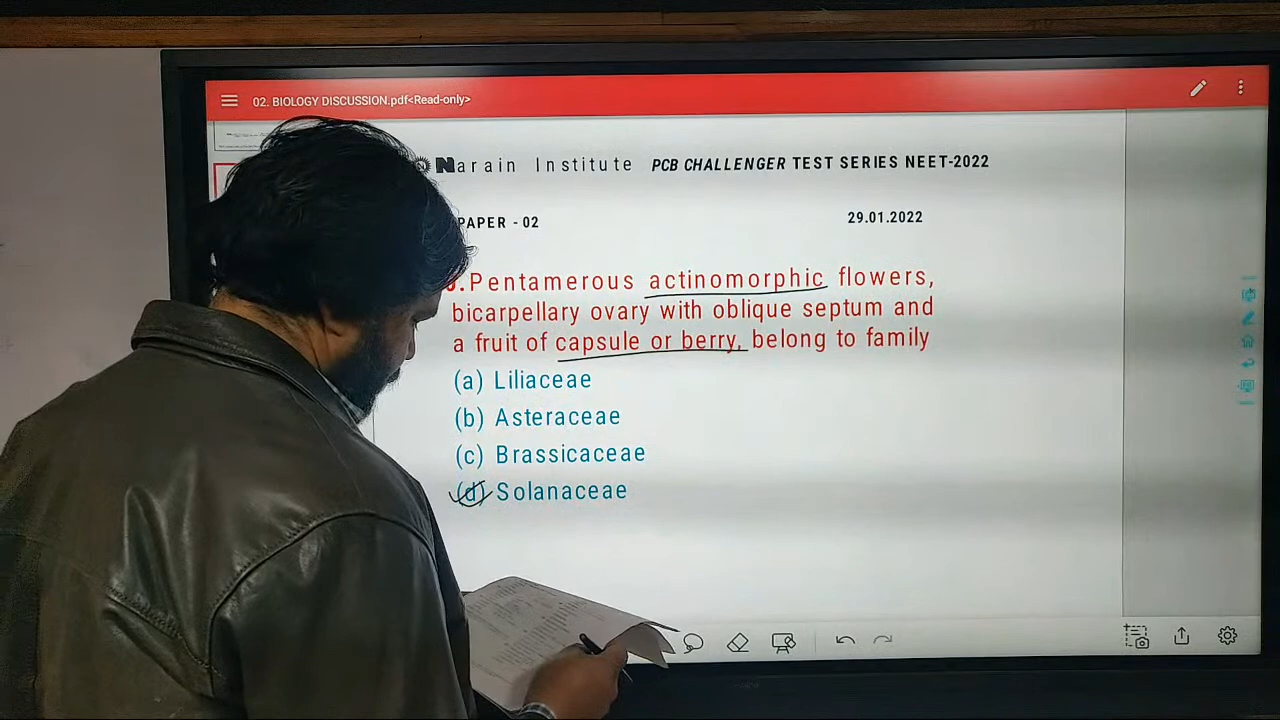 02. BIOLOGY DISCUSSION.pdf<Read-only>
Narain Institute PCB CHALLENGER TEST SERIES NEET-2022
PAPER - 02 29.01.2022
Pentamerous actinomorphic flowers,
bicarpellary ovary with oblique septum and
a fruit of capsule or berry, belong to family
(a) Liliaceae
(b) Asteraceae
(c) Brassicaceae
(d) Solanaceae